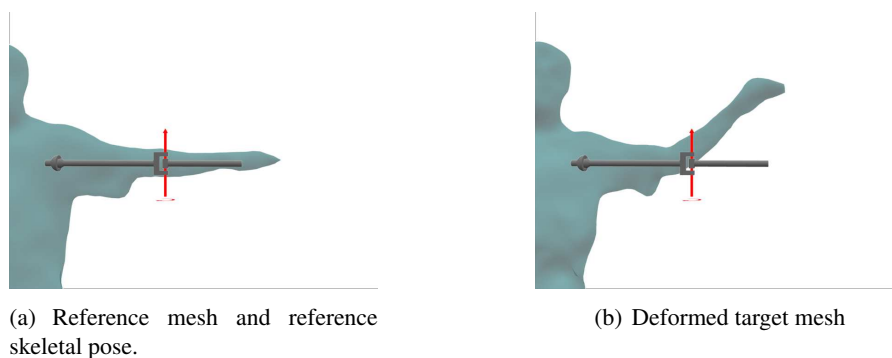 (a) Reference mesh and reference
skeletal pose.
(b) Deformed target mesh